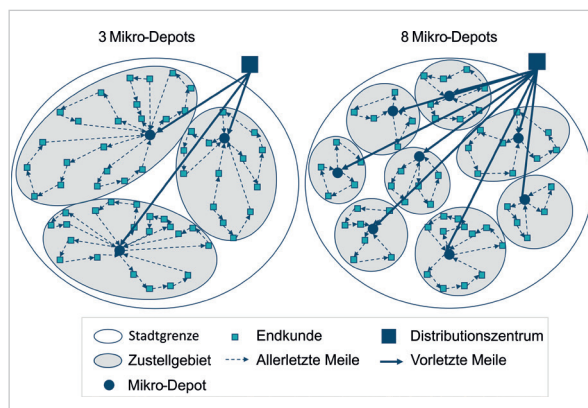 3 Mikro-Depots
8 Mikro-Depots
Stadtgrenze
Endkunde
Distributionszentrum
Zustellgebiet
Allerletzte Meile
Vorletzte Meile
Mikro-Depot